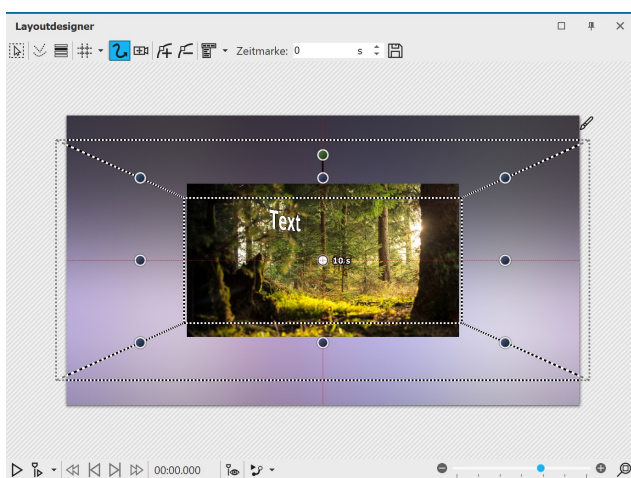 Layoutdesigner
Zeitmarke: 0 s
Text
10 s
00:00.000